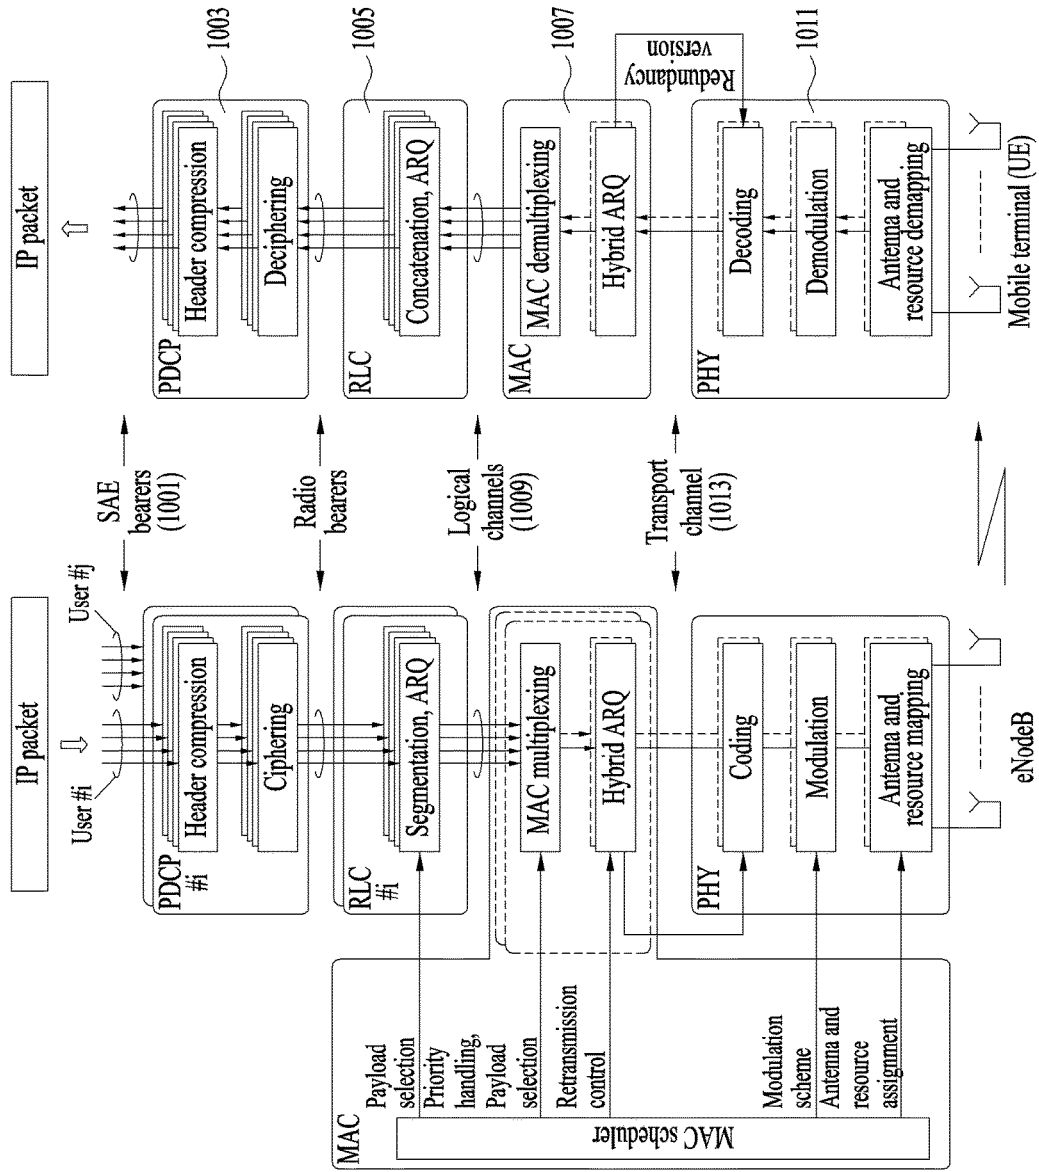 IP packet
User #i
User #j
PDCP
#i
Header compression
Ciphering
RLC
#i
Segmentation, ARQ
MAC
MAC scheduler
Payload
selection
Priority
handling,
Payload
selection
Retransmission
control
Modulation
scheme
Antenna and
resource
assignment
MAC multiplexing
Hybrid ARQ
PHY
Coding
Modulation
Antenna and
resource mapping
eNodeB
SAE
bearers
(1001)
Radio
bearers
Logical
channels
(1009)
Transport
channel
(1013)
IP packet
PDCP
Header compression
Deciphering
1003
RLC
Concatenation, ARQ
1005
MAC
MAC demultiplexing
Hybrid ARQ
1007
Redundancy
version
PHY
Decoding
Demodulation
Antenna and
resource demapping
1011
Mobile terminal (UE)